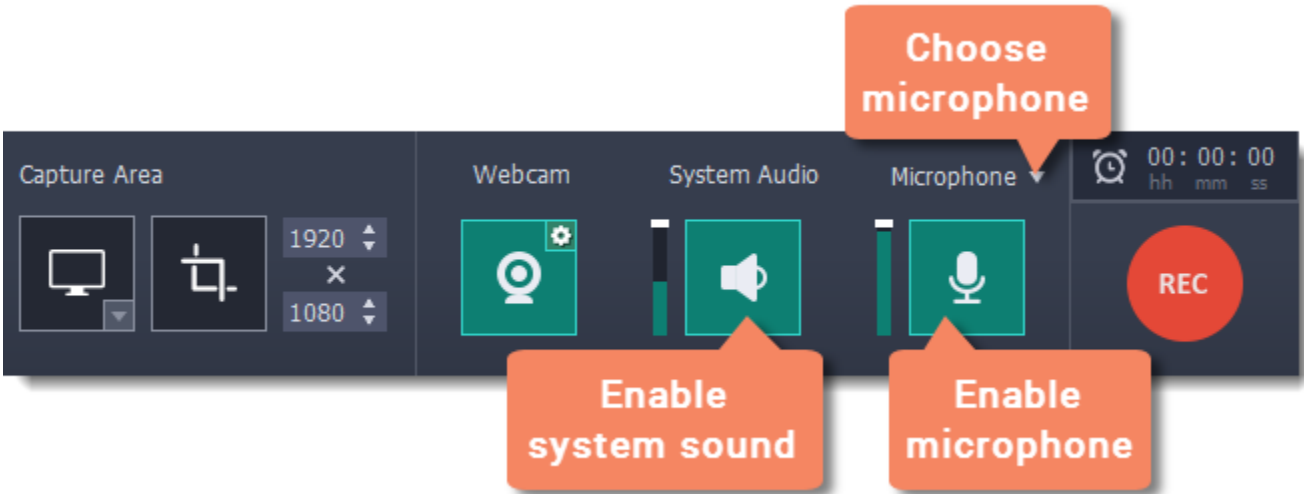 Choose
microphone
Capture Area
Webcam
System Audio
Microphone
00 : 00 : 00
hh mm ss
1920
×
1080
REC
Enable
system sound
Enable
microphone